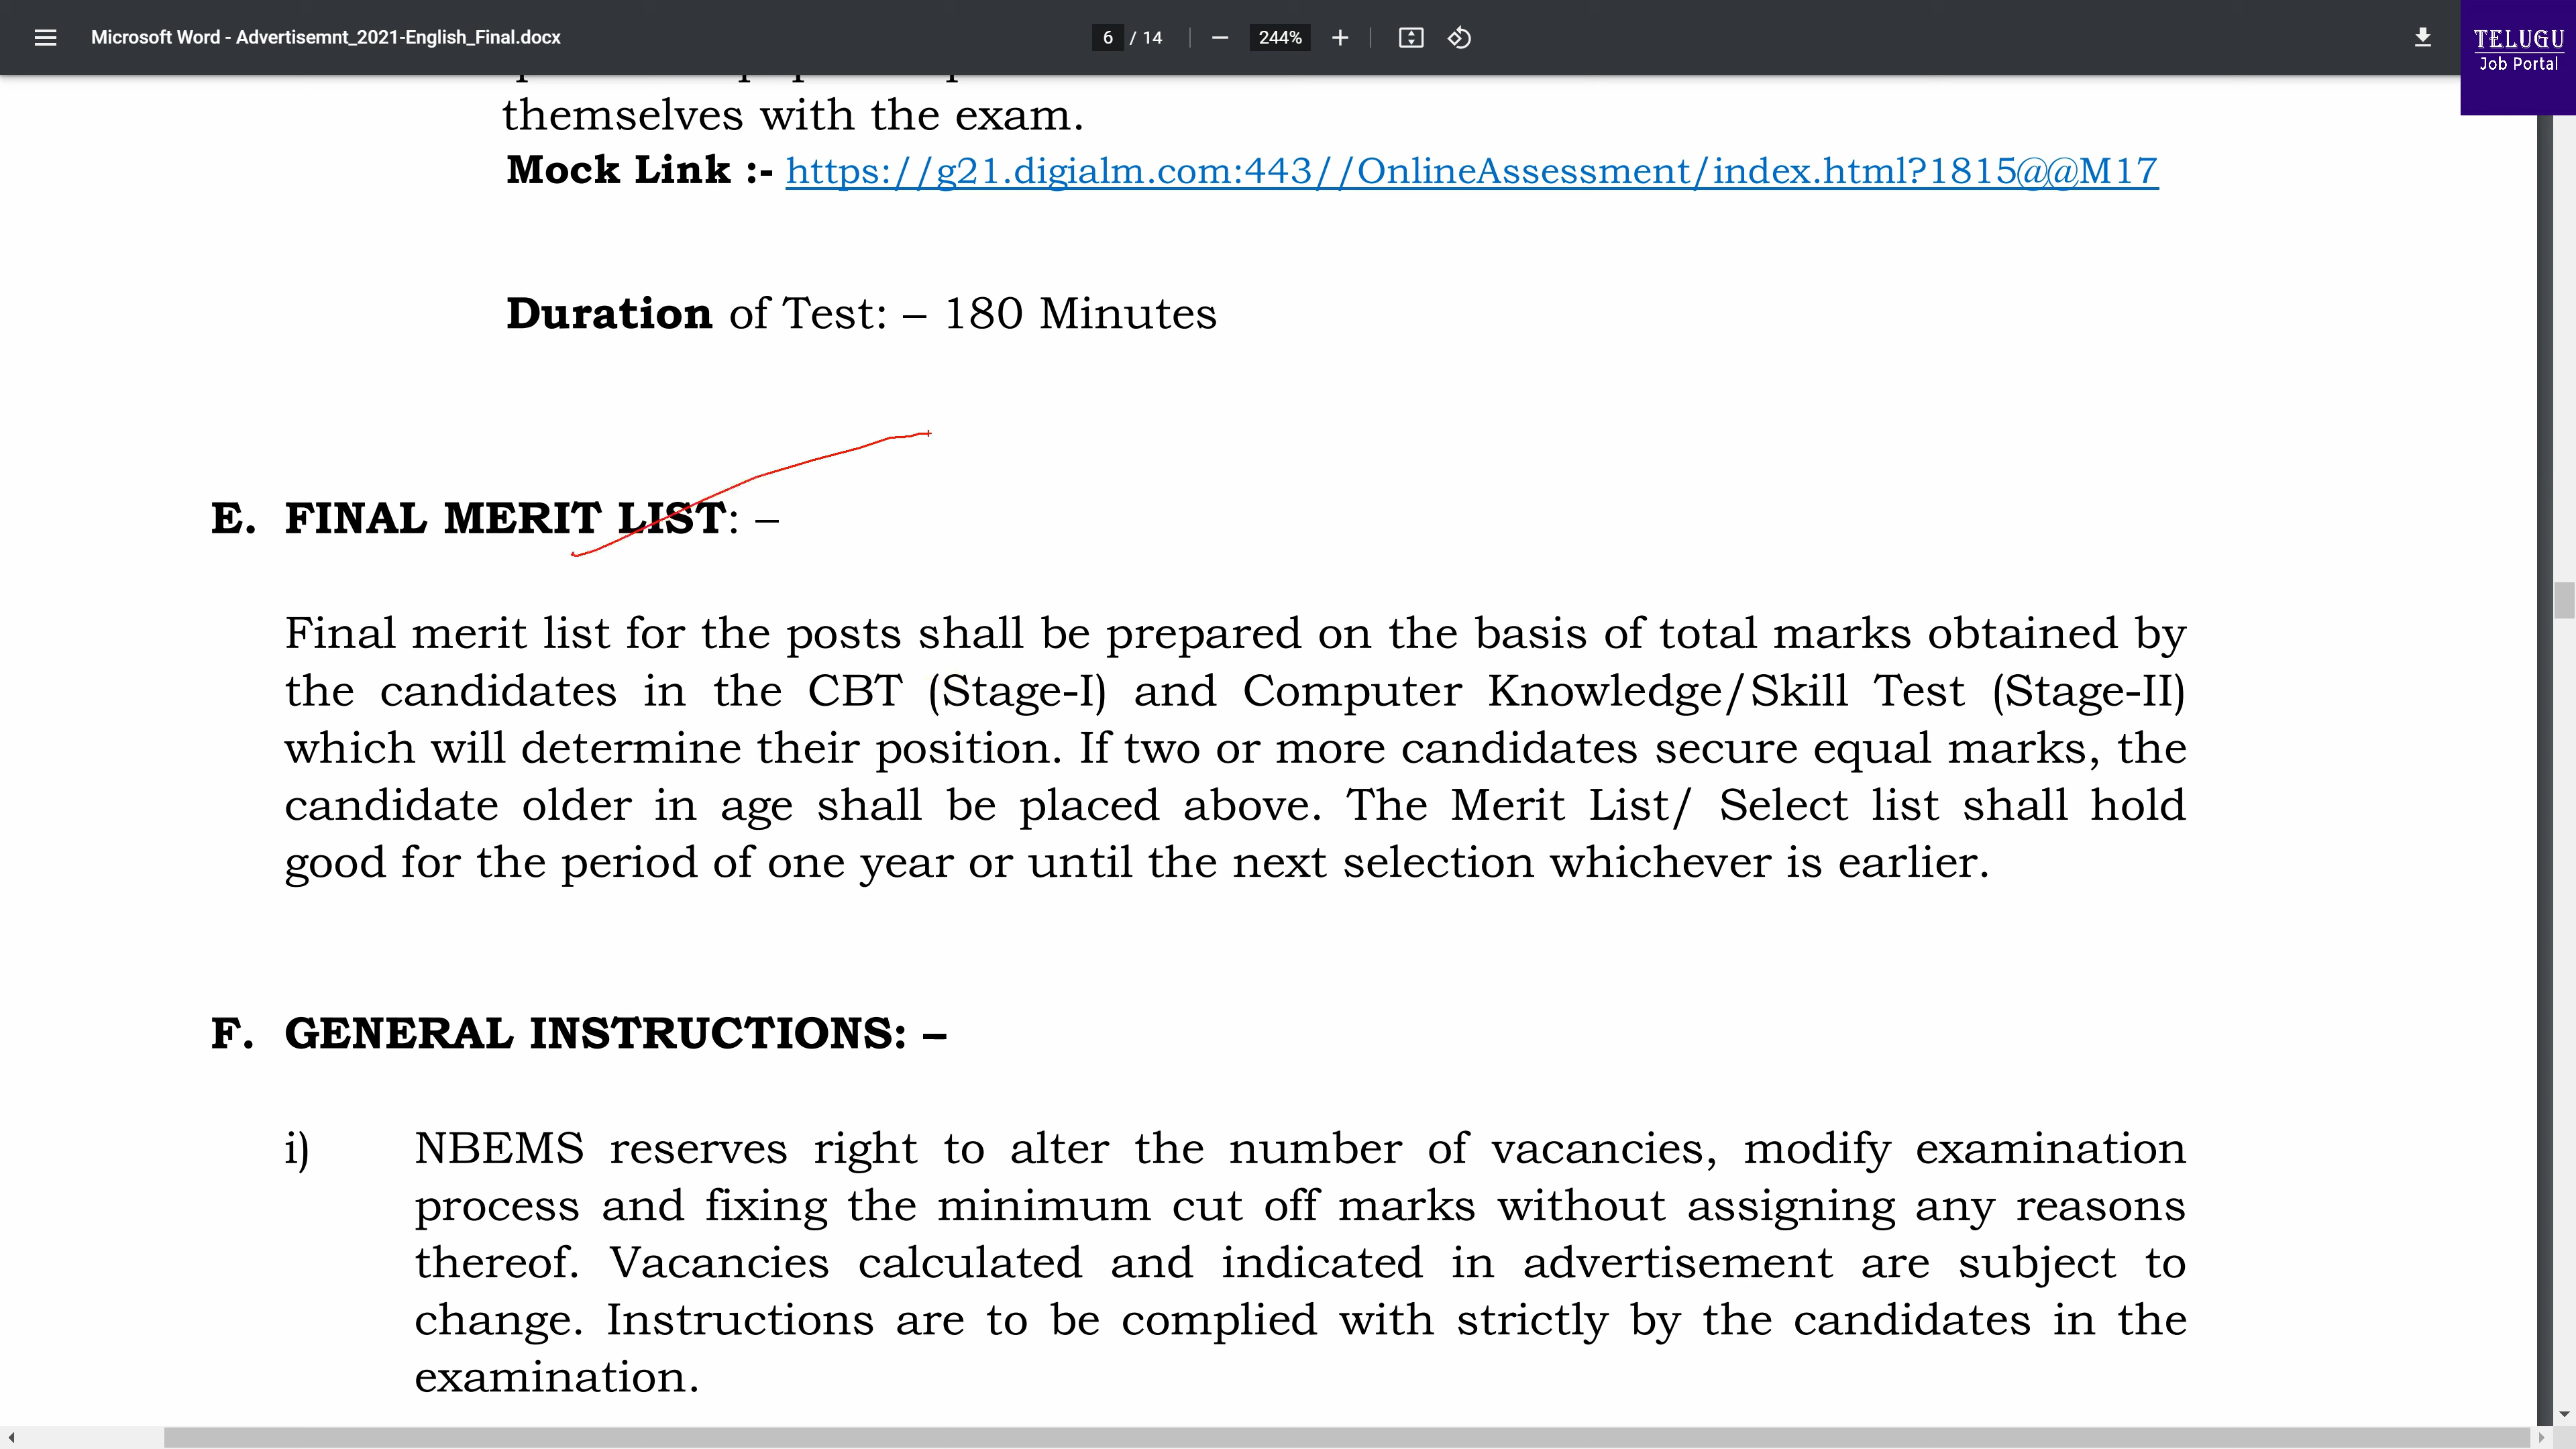 Microsoft Word - Advertisemnt_2021-English_Final.docx
6 / 14
244%
TELUGU
Job Portal
themselves with the exam.
Mock Link :- https://g21.digialm.com:443//OnlineAssessment/index.html?1815@@M17
Duration of Test: – 180 Minutes
E. FINAL MERIT LIST: –
Final merit list for the posts shall be prepared on the basis of total marks obtained by
the candidates in the CBT (Stage-I) and Computer Knowledge/Skill Test (Stage-II)
which will determine their position. If two or more candidates secure equal marks, the
candidate older in age shall be placed above. The Merit List/ Select list shall hold
good for the period of one year or until the next selection whichever is earlier.
F. GENERAL INSTRUCTIONS: –
i) NBEMS reserves right to alter the number of vacancies, modify examination
process and fixing the minimum cut off marks without assigning any reasons
thereof. Vacancies calculated and indicated in advertisement are subject to
change. Instructions are to be complied with strictly by the candidates in the
examination.